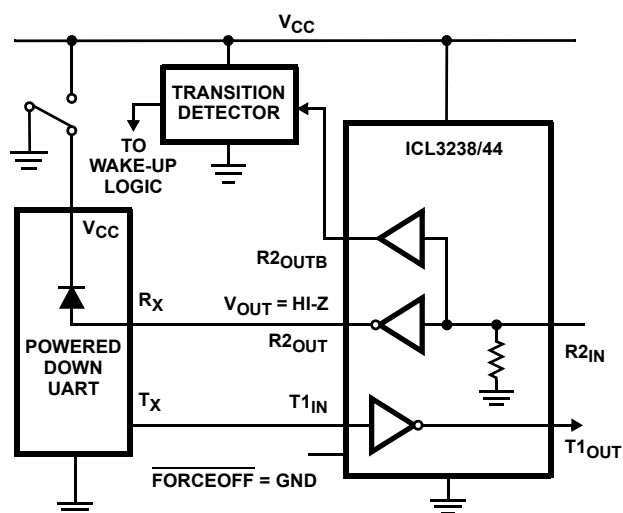 VCC
TRANSITION
DETECTOR
TO
WAKE-UP
LOGIC
ICL3238/44
VCC
R2OUTB
RX
VOUT = HI-Z
POWERED
DOWN
UART
R2OUT
R2IN
TX
T1IN
T1OUT
FORCEOFF = GND